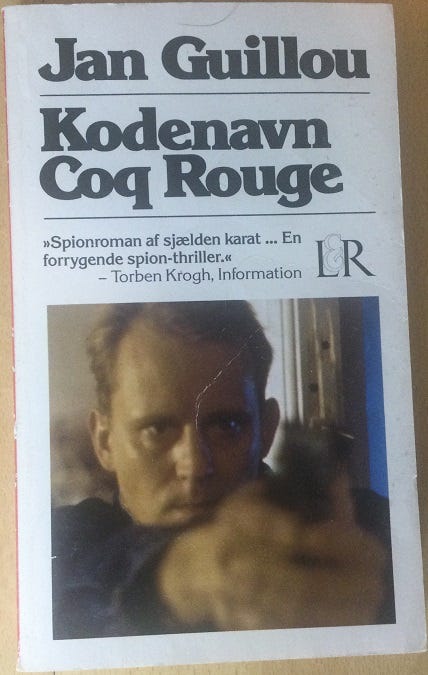 Jan Guillou
Kodenavn
Coq Rouge
»Spionroman af sjælden karat ... En
forrygende spion-thriller.«
– Torben Krogh, Information
L&R